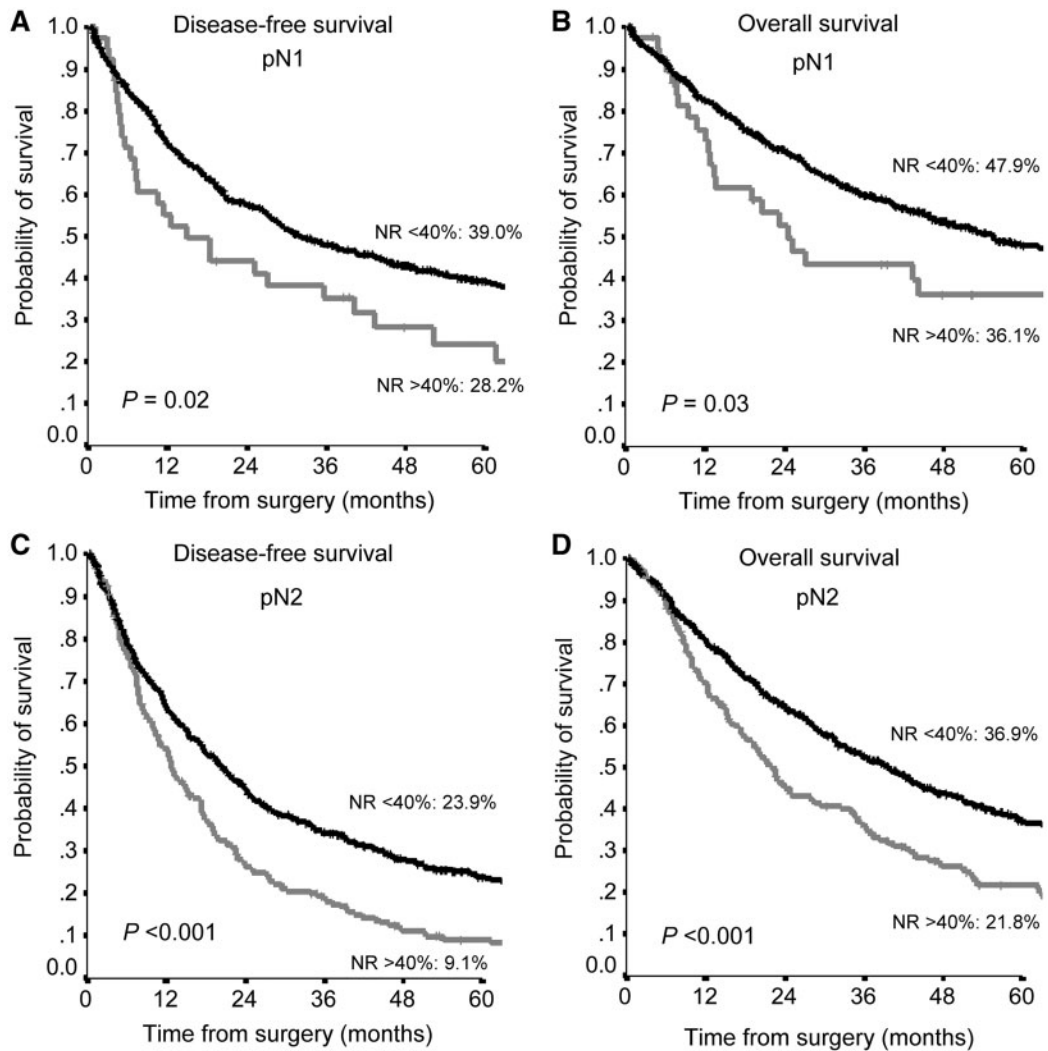 A
Disease-free survival
pN1
Probability of survival
1.0
.9
.8
.7
.6
.5
.4
.3
.2
.1
0.0
NR <40%: 39.0%
NR >40%: 28.2%
P = 0.02
0 12 24 36 48 60
Time from surgery (months)
B
Overall survival
pN1
Probability of survival
1.0
.9
.8
.7
.6
.5
.4
.3
.2
.1
0.0
NR <40%: 47.9%
NR >40%: 36.1%
P = 0.03
0 12 24 36 48 60
Time from surgery (months)
C
Disease-free survival
pN2
Probability of survival
1.0
.9
.8
.7
.6
.5
.4
.3
.2
.1
0.0
NR <40%: 23.9%
P <0.001
NR >40%: 9.1%
0 12 24 36 48 60
Time from surgery (months)
D
Overall survival
pN2
Probability of survival
1.0
.9
.8
.7
.6
.5
.4
.3
.2
.1
0.0
NR <40%: 36.9%
NR >40%: 21.8%
P <0.001
0 12 24 36 48 60
Time from surgery (months)